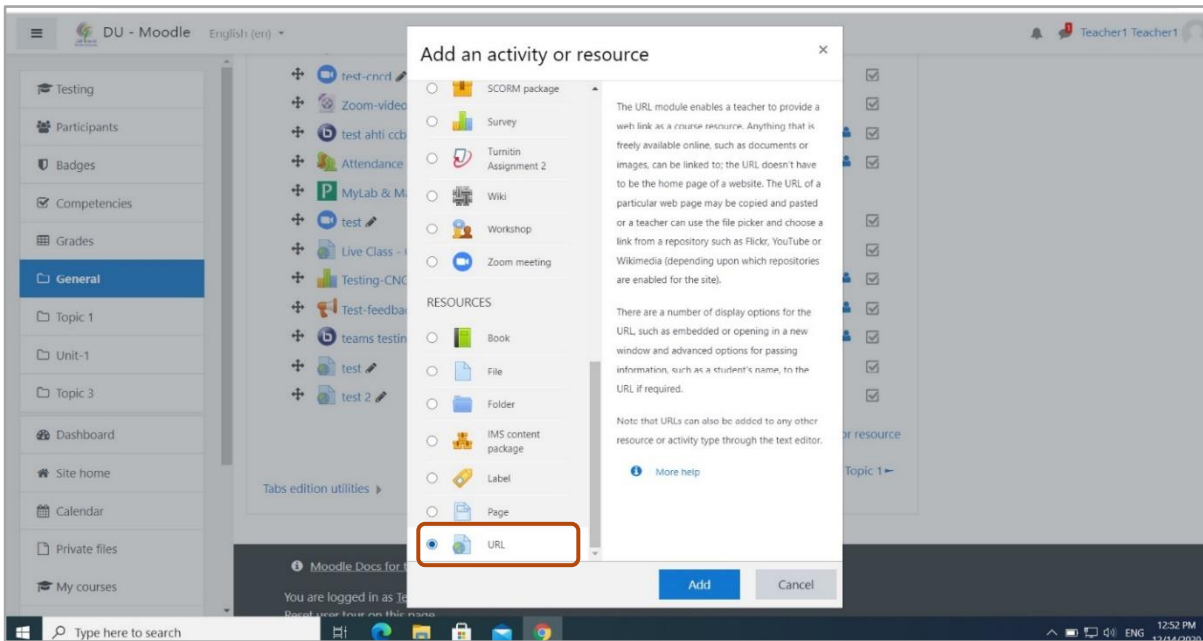 DU - Moodle English (en)
Teacher1 Teacher1
Testing
Participants
Badges
Competencies
Grades
General
Topic 1
Unit-1
Topic 3
Dashboard
Site home
Calendar
Private files
My courses
test-cncd
Zoom-video
test ahti ccb
Attendance
MyLab & M
test
Live Class -
Testing-CNC
Test-feedba
teams testin
test
test 2
or resource
Topic 1
Tabs edition utilities
Moodle Docs for t
You are logged in as Te
Reset user tour on this page
Add an activity or resource
SCORM package
Survey
Turnitin
Assignment 2
Wiki
Workshop
Zoom meeting
RESOURCES
Book
File
Folder
IMS content
package
Label
Page
URL
The URL module enables a teacher to provide a
web link as a course resource. Anything that is
freely available online, such as documents or
images, can be linked to; the URL doesn't have
to be the home page of a website. The URL of a
particular web page may be copied and pasted
or a teacher can use the file picker and choose a
link from a repository such as Flickr, YouTube or
Wikimedia (depending upon which repositories
are enabled for the site).
There are a number of display options for the
URL, such as embedded or opening in a new
window and advanced options for passing
information, such as a student's name, to the
URL if required.
Note that URLs can also be added to any other
resource or activity type through the text editor.
More help
Add Cancel
Type here to search
ENG
12:52 PM
12/14/2020